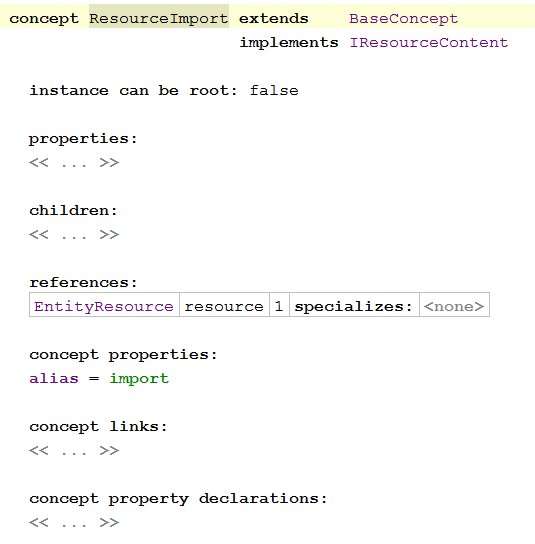 concept ResourceImport extends BaseConcept
implements IResourceContent
instance can be root: false
properties:
<< ... >>
children:
<< ... >>
references:
EntityResource resource 1 specializes: <none>
concept properties:
alias = import
concept links:
<< ... >>
concept property declarations:
<< ... >>